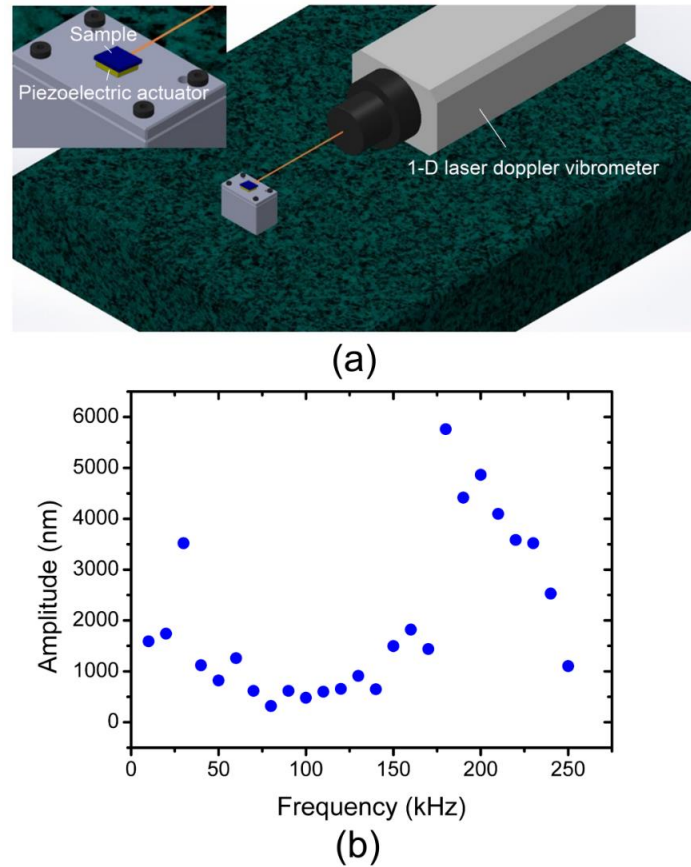 Sample
Piezoelectric actuator
1-D laser doppler vibrometer
(a)
6000
5000
4000
3000
2000
1000
0
Amplitude (nm)
0 50 100 150 200 250
Frequency (kHz)
(b)